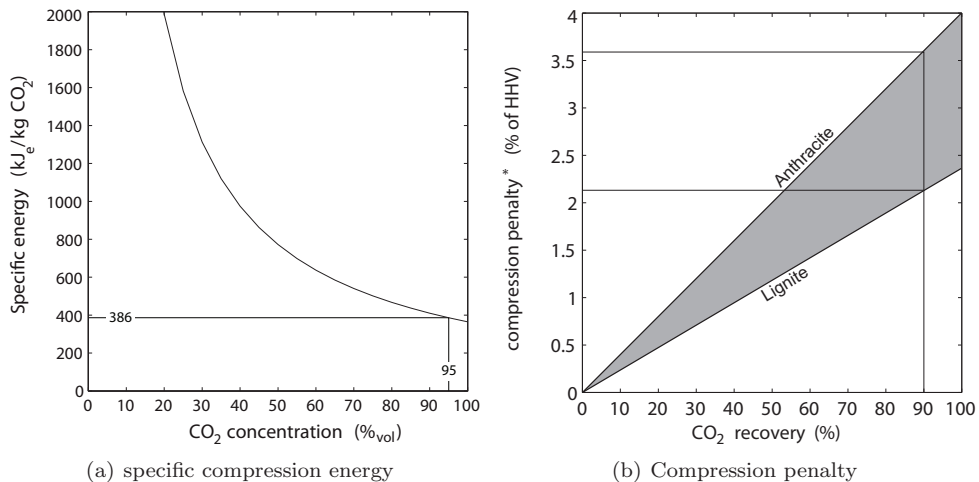 2000
1800
1600
1400
1200
1000
800
600
400
200
0
Specific energy (kJe/kg CO2)
386
95
0 10 20 30 40 50 60 70 80 90 100
CO2 concentration (%vol)
(a) specific compression energy
4
3.5
3
2.5
2
1.5
1
0.5
0
compression penalty* (% of HHV)
Anthracite
Lignite
0 10 20 30 40 50 60 70 80 90 100
CO2 recovery (%)
(b) Compression penalty